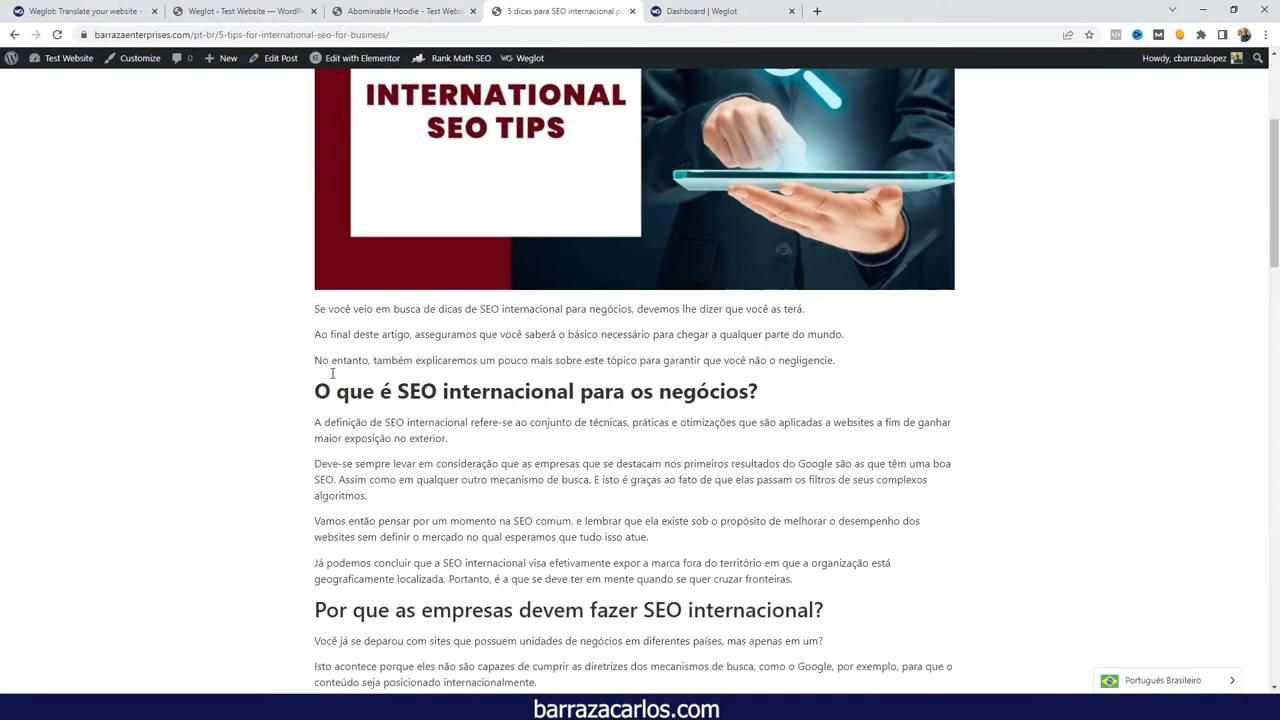 Weglot: Translate your website -
Weglot ‹ Test Website — WordPr
Abominable Hoodie - Test Websi
5 dicas para SEO internacional p
Dashboard | Weglot
barrazaenterprises.com/pt-br/5-tips-for-international-seo-for-business/
Test Website Customize 0 New Edit Post Edit with Elementor Rank Math SEO Weglot Howdy, cbarrazalopez
INTERNATIONAL
SEO TIPS
Se você veio em busca de dicas de SEO internacional para negócios, devemos lhe dizer que você as terá.
Ao final deste artigo, asseguramos que você saberá o básico necessário para chegar a qualquer parte do mundo.
No entanto, também explicaremos um pouco mais sobre este tópico para garantir que você não o negligencie.
O que é SEO internacional para os negócios?
A definição de SEO internacional refere-se ao conjunto de técnicas, práticas e otimizações que são aplicadas a websites a fim de ganhar
maior exposição no exterior.
Deve-se sempre levar em consideração que as empresas que se destacam nos primeiros resultados do Google são as que têm uma boa
SEO. Assim como em qualquer outro mecanismo de busca. E isto é graças ao fato de que elas passam os filtros de seus complexos
algoritmos.
Vamos então pensar por um momento na SEO comum, e lembrar que ela existe sob o propósito de melhorar o desempenho dos
websites sem definir o mercado no qual esperamos que tudo isso atue.
Já podemos concluir que a SEO internacional visa efetivamente expor a marca fora do território em que a organização está
geograficamente localizada. Portanto, é a que se deve ter em mente quando se quer cruzar fronteiras.
Por que as empresas devem fazer SEO internacional?
Você já se deparou com sites que possuem unidades de negócios em diferentes países, mas apenas em um?
Isto acontece porque eles não são capazes de cumprir as diretrizes dos mecanismos de busca, como o Google, por exemplo, para que o
conteúdo seja posicionado internacionalmente.
Português Brasileiro
barrazacarlos.com